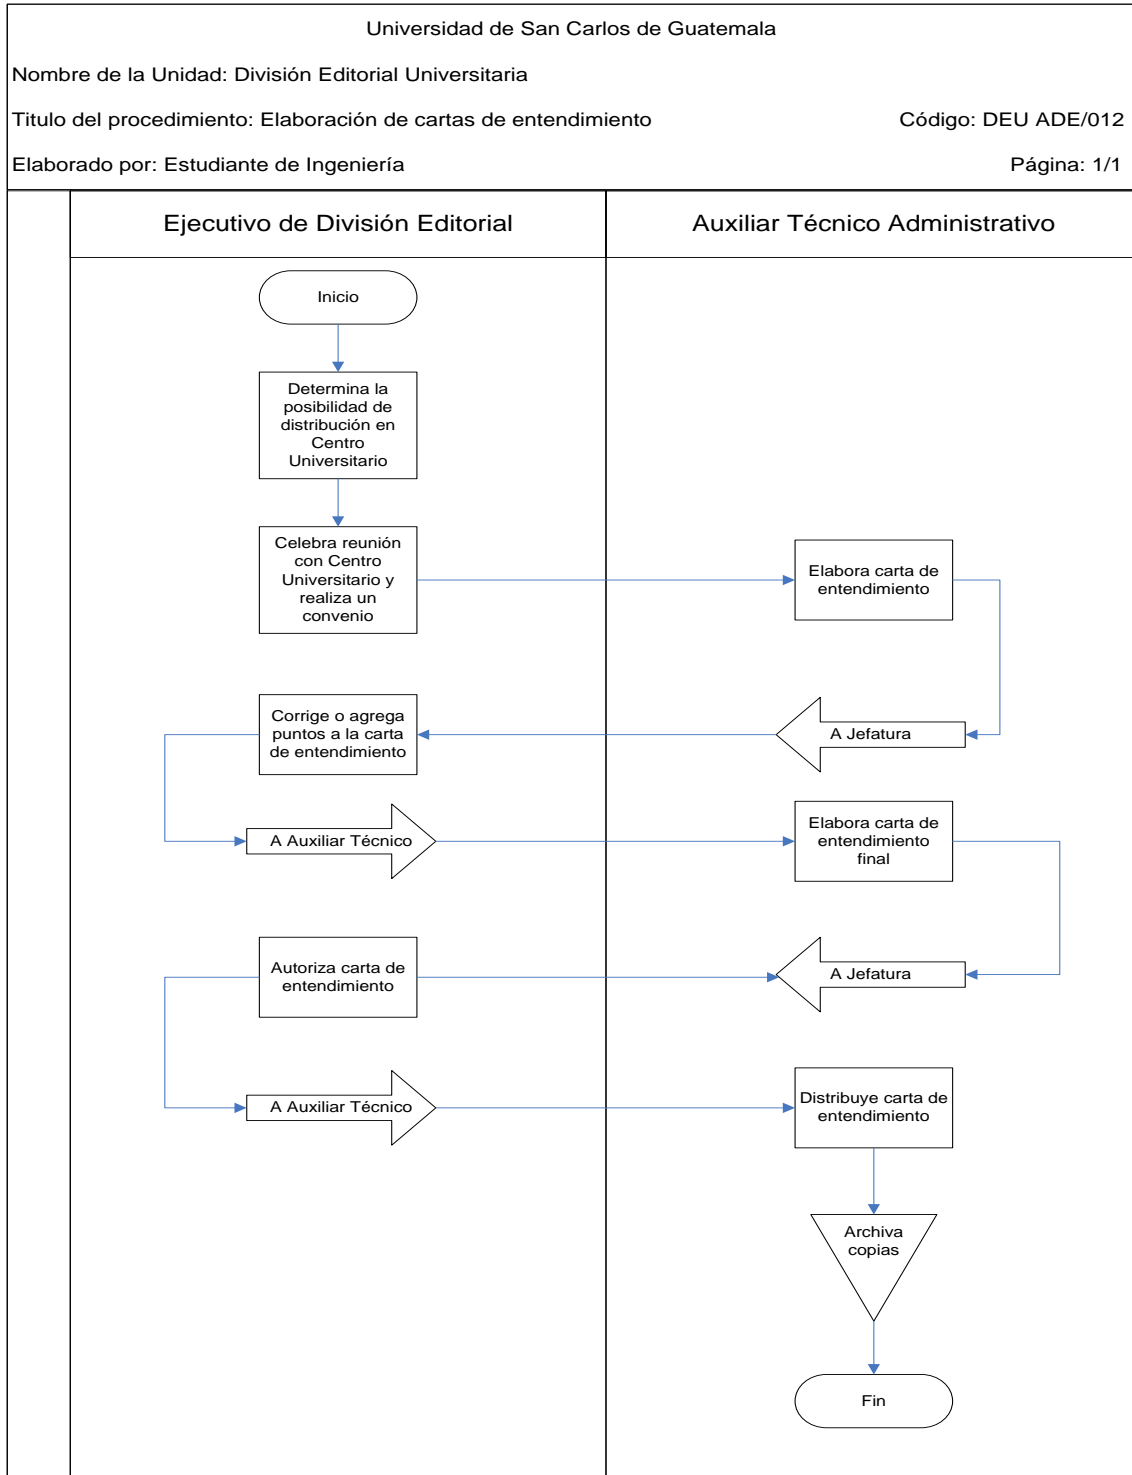 Universidad de San Carlos de Guatemala
Nombre de la Unidad: División Editorial Universitaria
Titulo del procedimiento: Elaboración de cartas de entendimiento Código: DEU ADE/012
Elaborado por: Estudiante de Ingeniería Página: 1/1
Ejecutivo de División Editorial Auxiliar Técnico Administrativo
Inicio
Determina la
posibilidad de
distribución en
Centro
Universitario
Celebra reunión
con Centro
Universitario y
realiza un
convenio
Elabora carta de
entendimiento
A Jefatura
Corrige o agrega
puntos a la carta
de entendimiento
A Auxiliar Técnico
Elabora carta de
entendimiento
final
A Jefatura
Autoriza carta de
entendimiento
A Auxiliar Técnico
Distribuye carta de
entendimiento
Archiva
copias
Fin